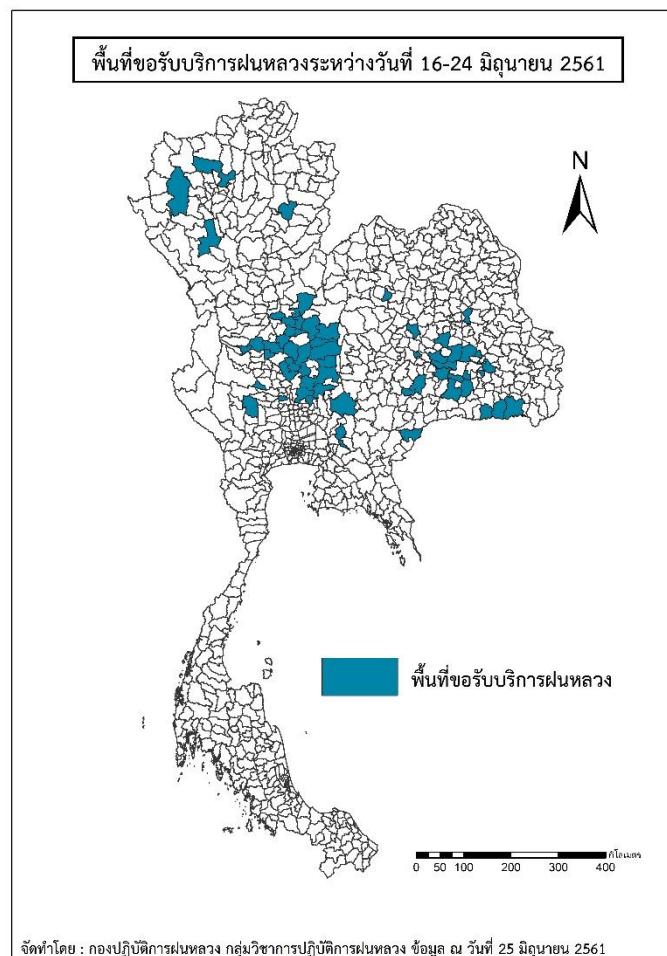 พื้นที่ขอรับบริการฝนหลวงระหว่างวันที่ 16-24 มิถุนายน 2561
N
พื้นที่ขอรับบริการฝนหลวง
กิโลเมตร
0 50 100 200 300 400
จัดทำโดย : กองปฏิบัติการฝนหลวง กลุ่มวิชาการปฏิบัติการฝนหลวง ข้อมูล ณ วันที่ 25 มิถุนายน 2561